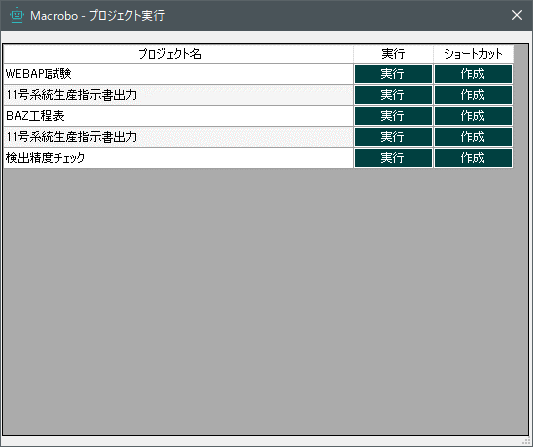 Macrobo - プロジェクト実行
プロジェクト名 実行 ショートカット
WEBAPI試験 実行 作成
11号系統生産指示書出力 実行 作成
BAZ工程表 実行 作成
11号系統生産指示書出力 実行 作成
検出精度チェック 実行 作成